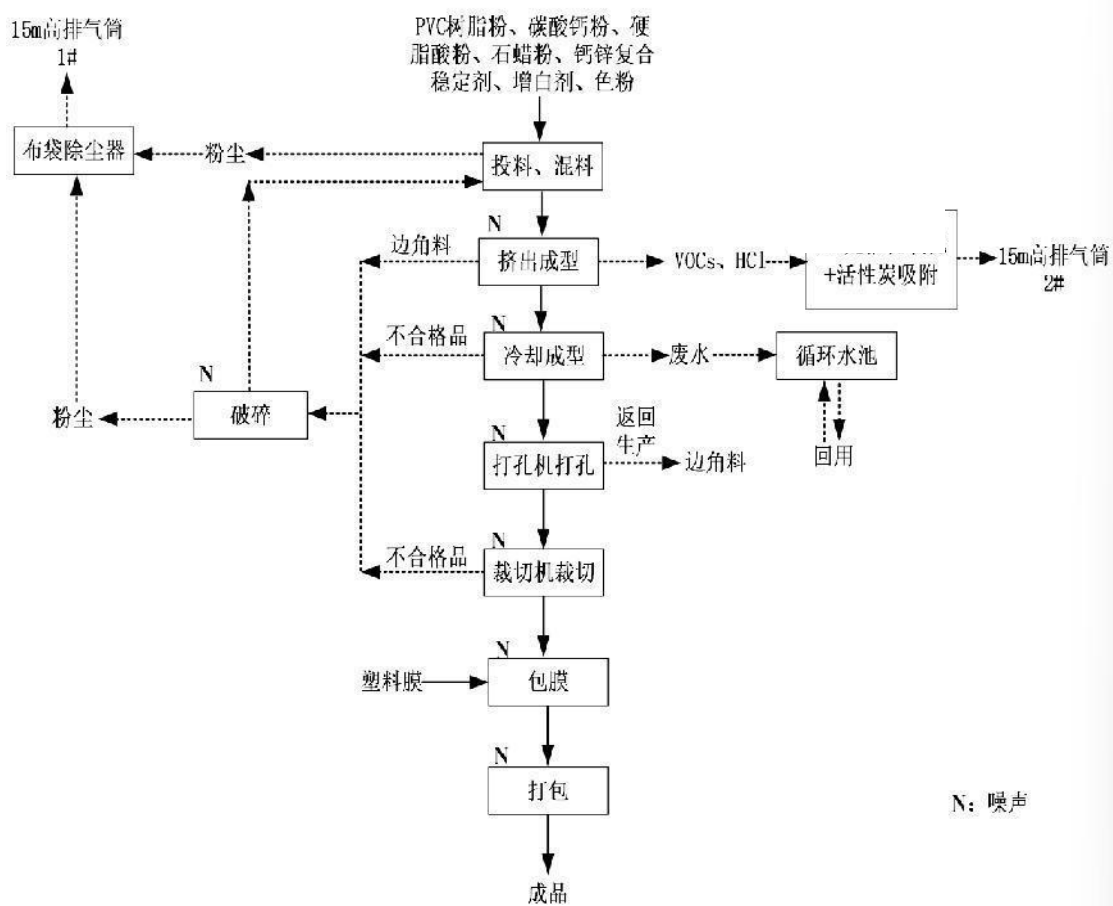 15m高排气筒
1#
PVC树脂粉、碳酸钙粉、硬
脂酸粉、石蜡粉、钙锌复合
稳定剂、增白剂、色粉
布袋除尘器
粉尘
投料、混料
N
边角料
挤出成型
VOCs、HCl
+活性炭吸附
15m高排气筒
2#
N
不合格品
冷却成型
废水
循环水池
N
粉尘
破碎
返回
生产
回用
N
打孔机打孔
边角料
N
不合格品
裁切机裁切
N
塑料膜
包膜
N
打包
N：噪声
成品